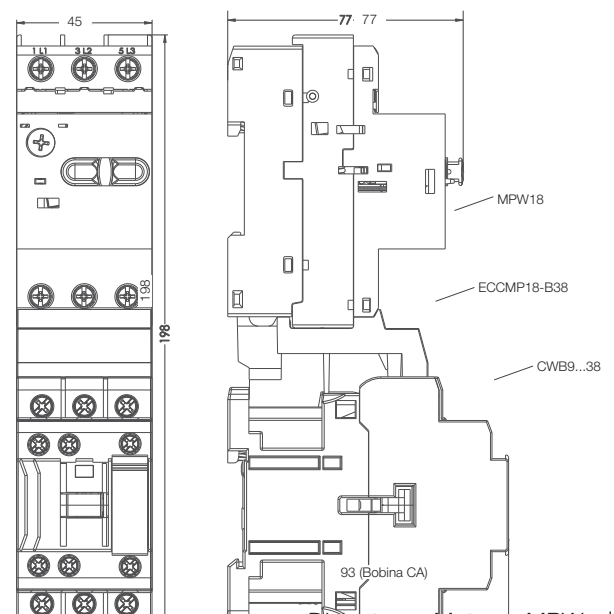 45
77 77
1 L1 3 L2 5 L3
MPW18
198
ECCMP18-B38
198
CWB9...38
93 (Bobina CA)